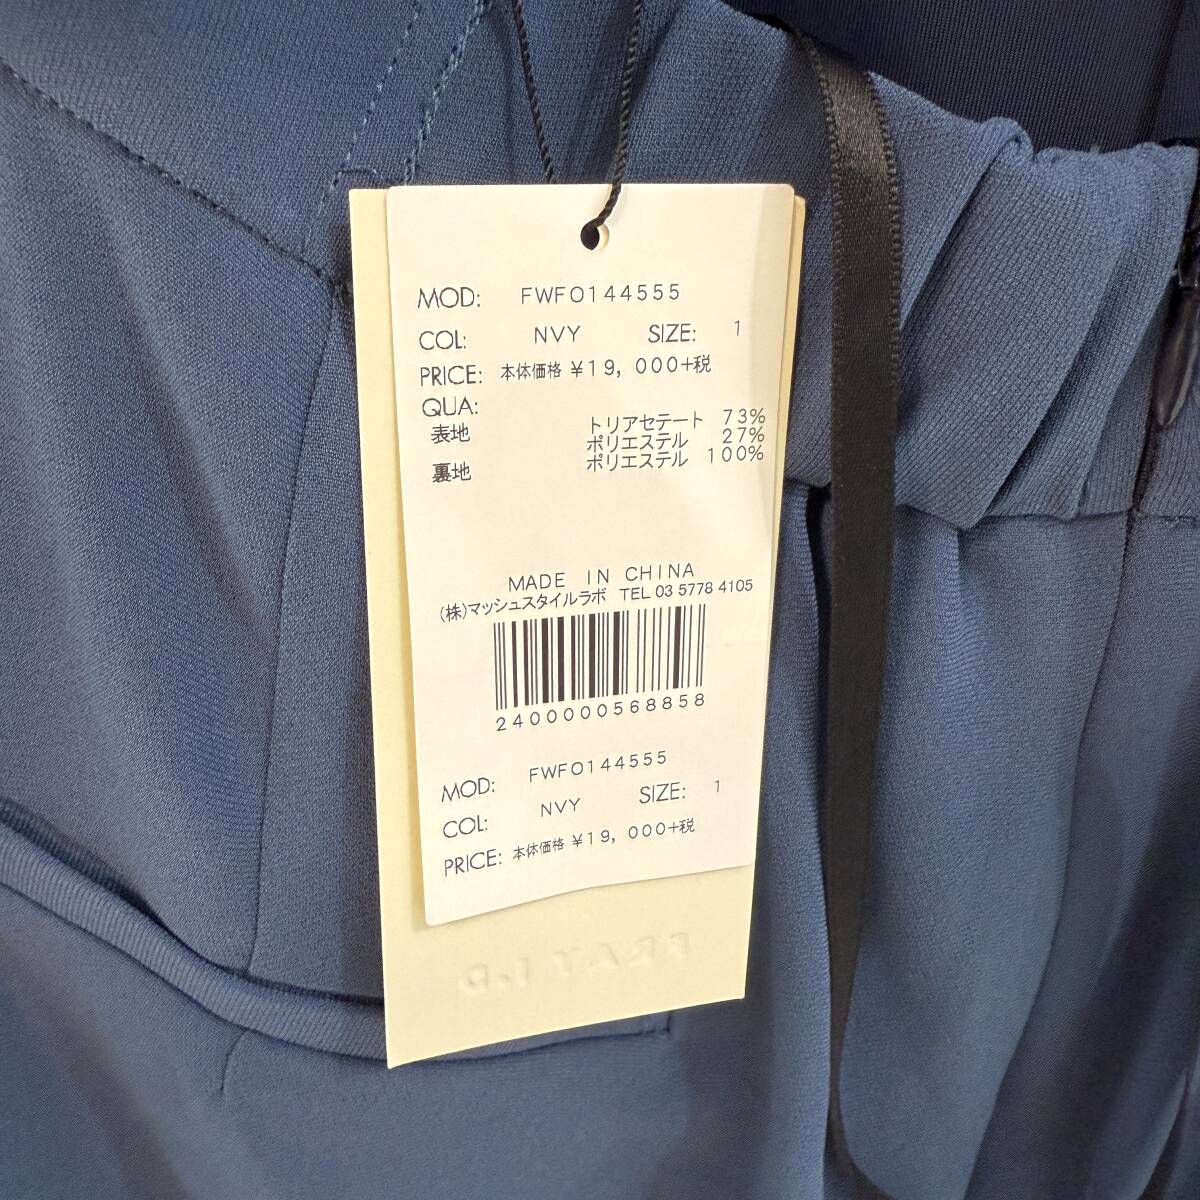 MOD: FWFO144555
COL: NVY SIZE: 1
PRICE: 本体価格 ¥19,000+税
QUA:
表地 トリアセテート 73%
ポリエステル 27%
裏地 ポリエステル 100%
MADE IN CHINA
(株)マッシュスタイルラボ TEL 03 5778 4105
2400000568858
MOD: FWFO144555
COL: NVY SIZE: 1
PRICE: 本体価格 ¥19,000+税
FRAY I.D